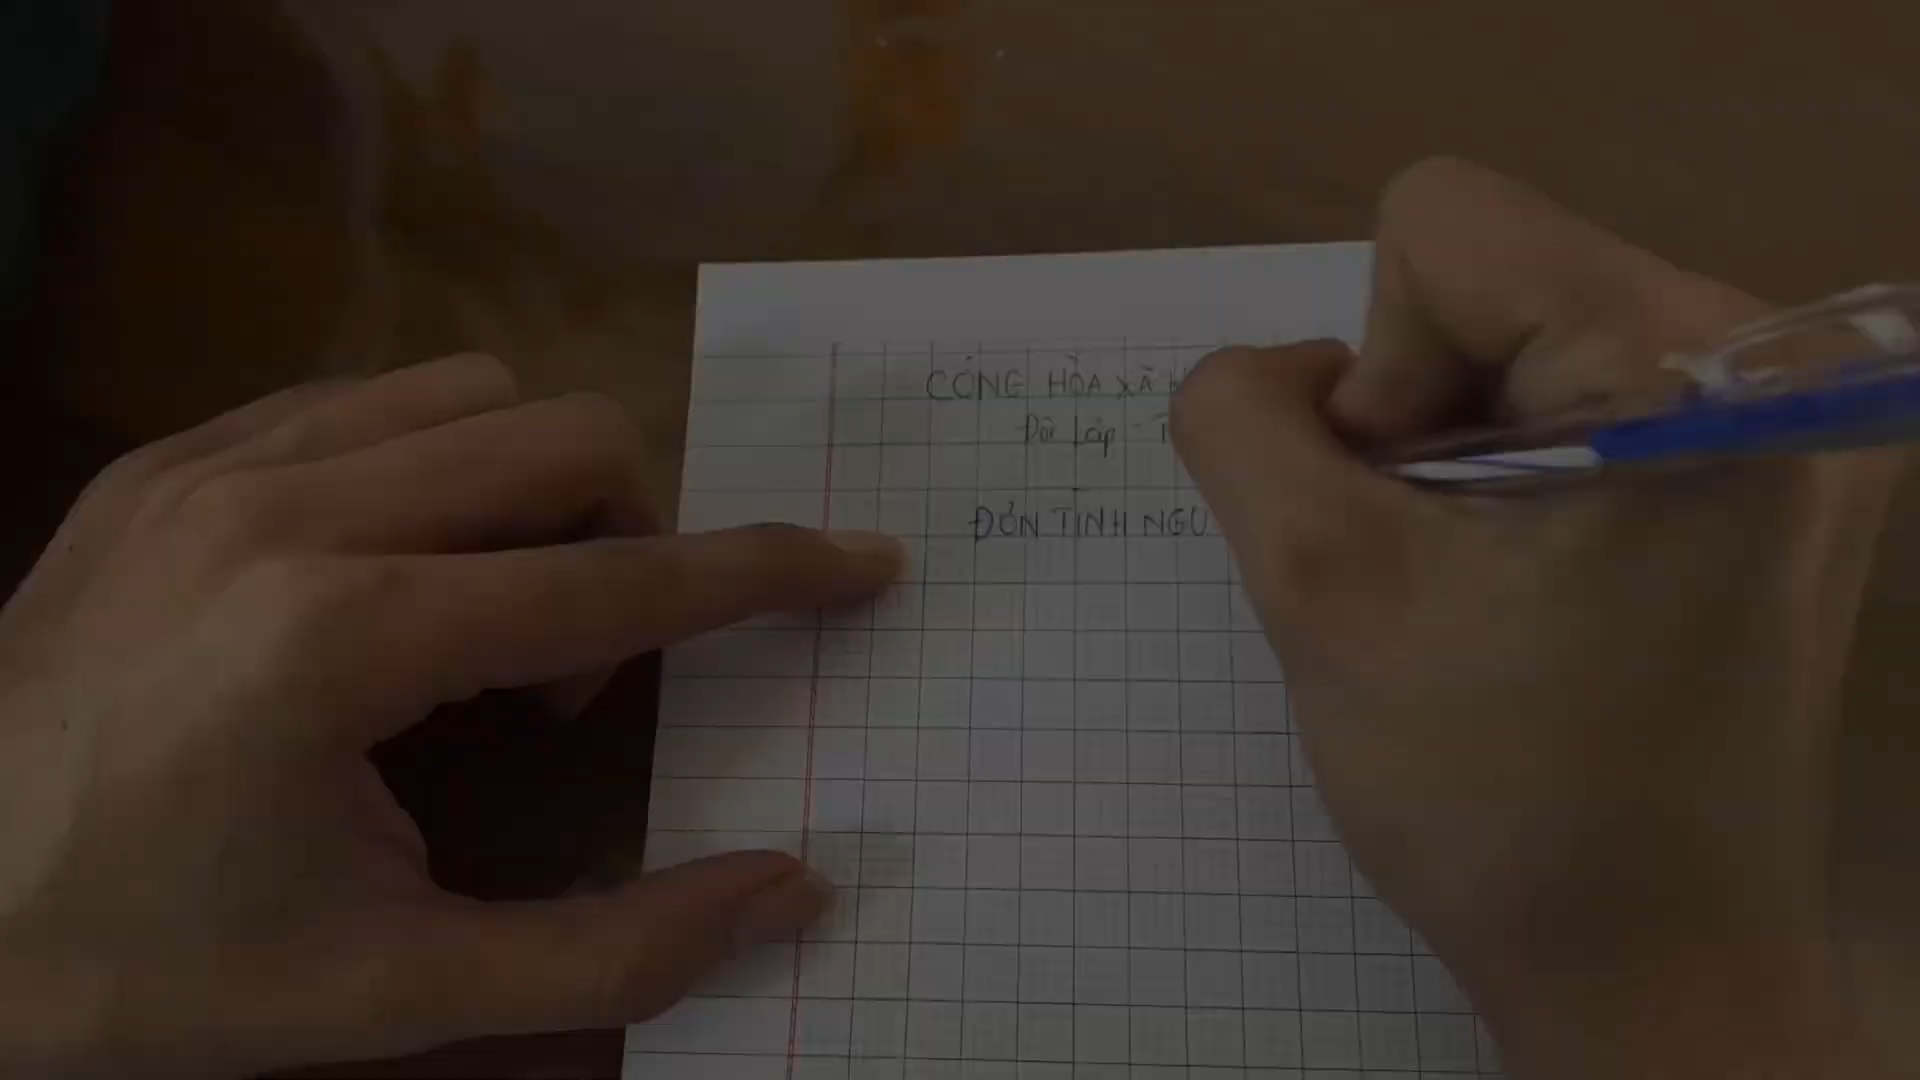 CỘNG HÒA XÃ H
Độc lập - T
ĐƠN TÌNH NGU